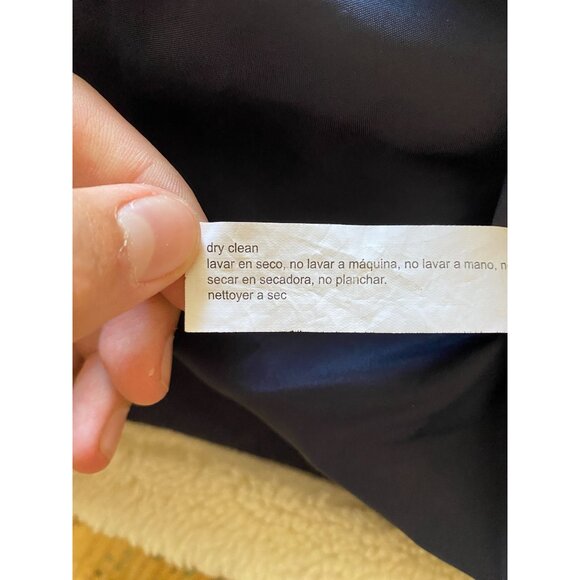 dry clean
lavar en seco, no lavar a máquina, no lavar a mano,
secar en secadora, no planchar.
nettoyer a sec